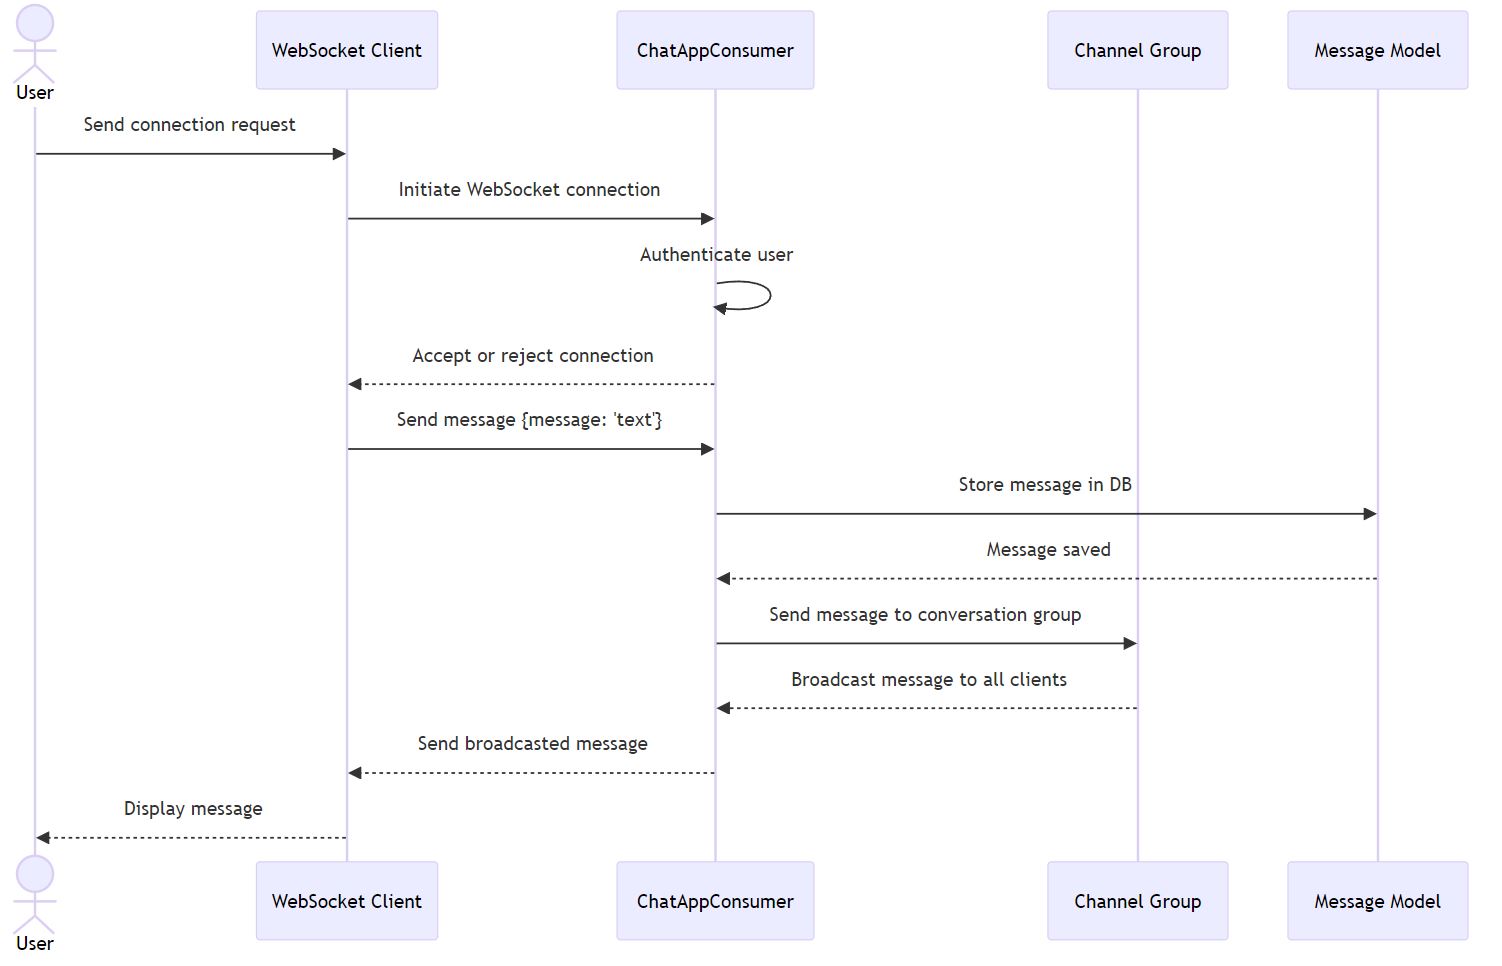 User
WebSocket Client
ChatAppConsumer
Channel Group
Message Model
Send connection request
Initiate WebSocket connection
Authenticate user
Accept or reject connection
Send message {message: 'text'}
Store message in DB
Message saved
Send message to conversation group
Broadcast message to all clients
Send broadcasted message
Display message
User
WebSocket Client
ChatAppConsumer
Channel Group
Message Model